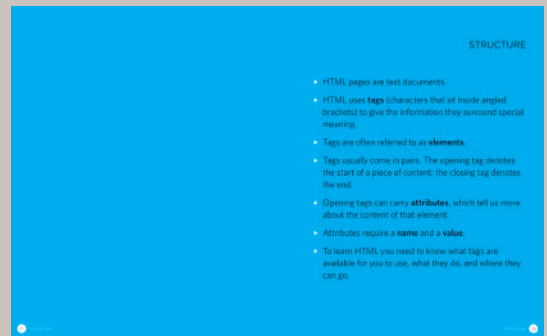 STRUCTURE
HTML pages are text documents.
HTML uses tags (characters that sit inside angled
brackets) to give the information they surround special
meaning.
Tags are often referred to as elements.
Tags usually come in pairs. The opening tag denotes
the start of a piece of content; the closing tag denotes
the end.
Opening tags can carry attributes, which tell us more
about the content of that element.
Attributes require a name and a value.
To learn HTML you need to know what tags are
available for you to use, what they do, and where they
can go.